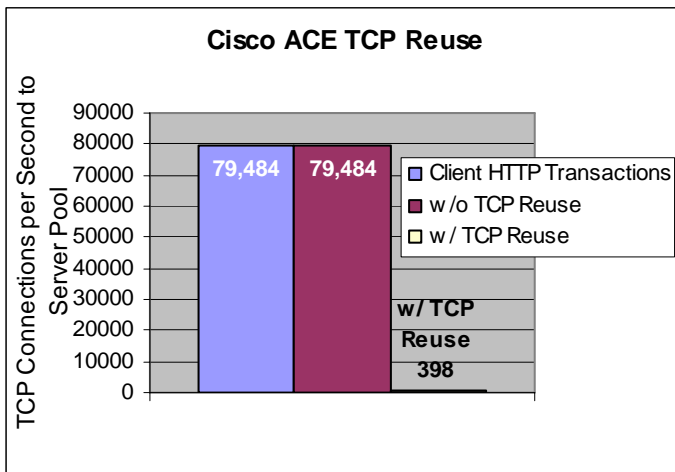 Cisco ACE TCP Reuse
TCP Connections per Second to
Server Pool
90000
80000
70000
60000
50000
40000
30000
20000
10000
0
79,484
79,484
w/ TCP
Reuse
398
Client HTTP Transactions
w/o TCP Reuse
w/ TCP Reuse